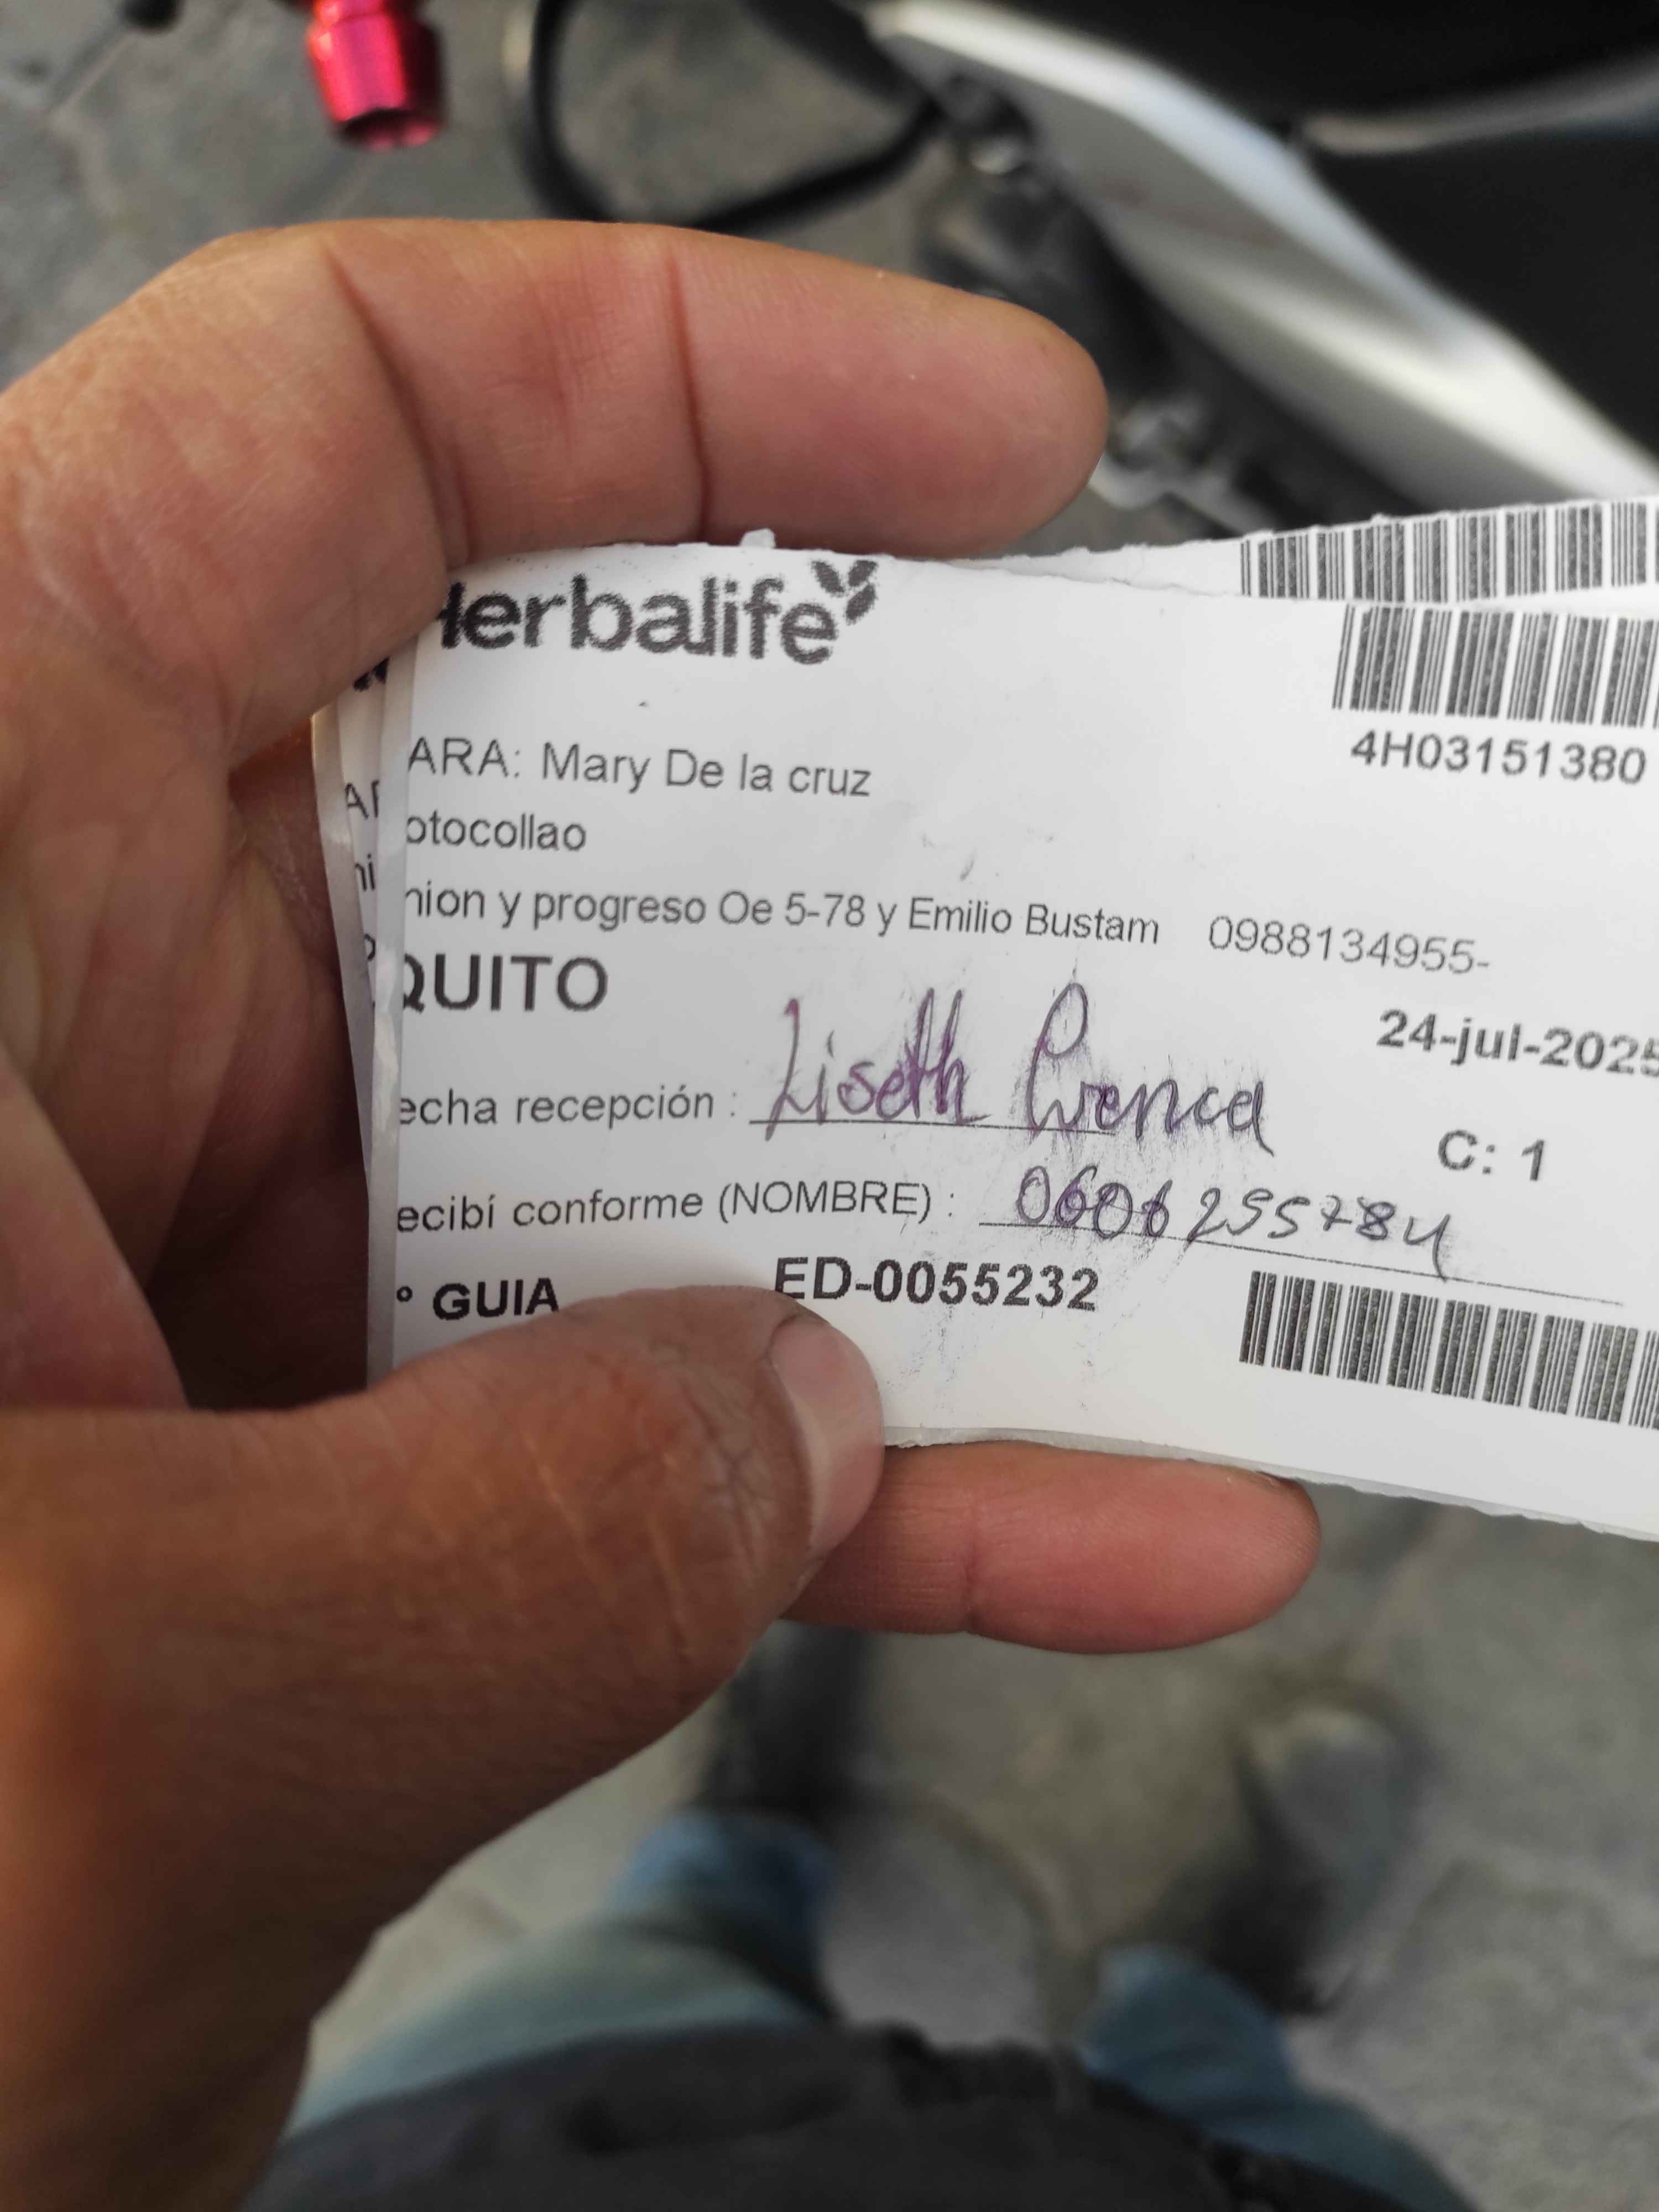 Herbalife
4H03151380
ARA: Mary De la cruz
otocollao
nion y progreso Oe 5-78 y Emilio Bustam 0988134955-
QUITO
24-jul-2025
echa recepción : Liseth Cuenca
C: 1
ecibí conforme (NOMBRE) : 0606255784
° GUIA ED-0055232